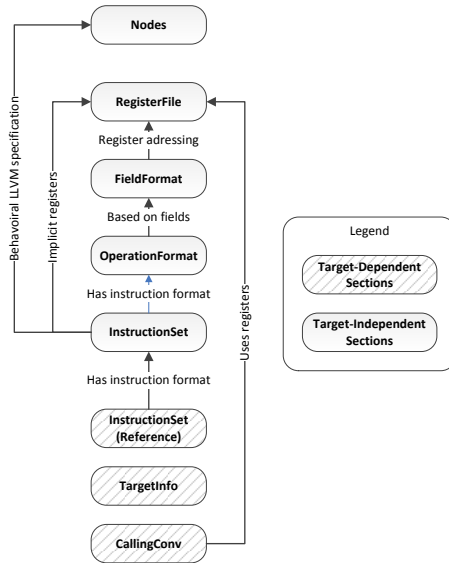 Nodes
RegisterFile
Register adressing
FieldFormat
Based on fields
OperationFormat
Has instruction format
InstructionSet
Has instruction format
InstructionSet
(Reference)
TargetInfo
CallingConv
Behavoiral LLVM specification
Implicit registers
Uses registers
Legend
Target-Dependent
Sections
Target-Independent
Sections